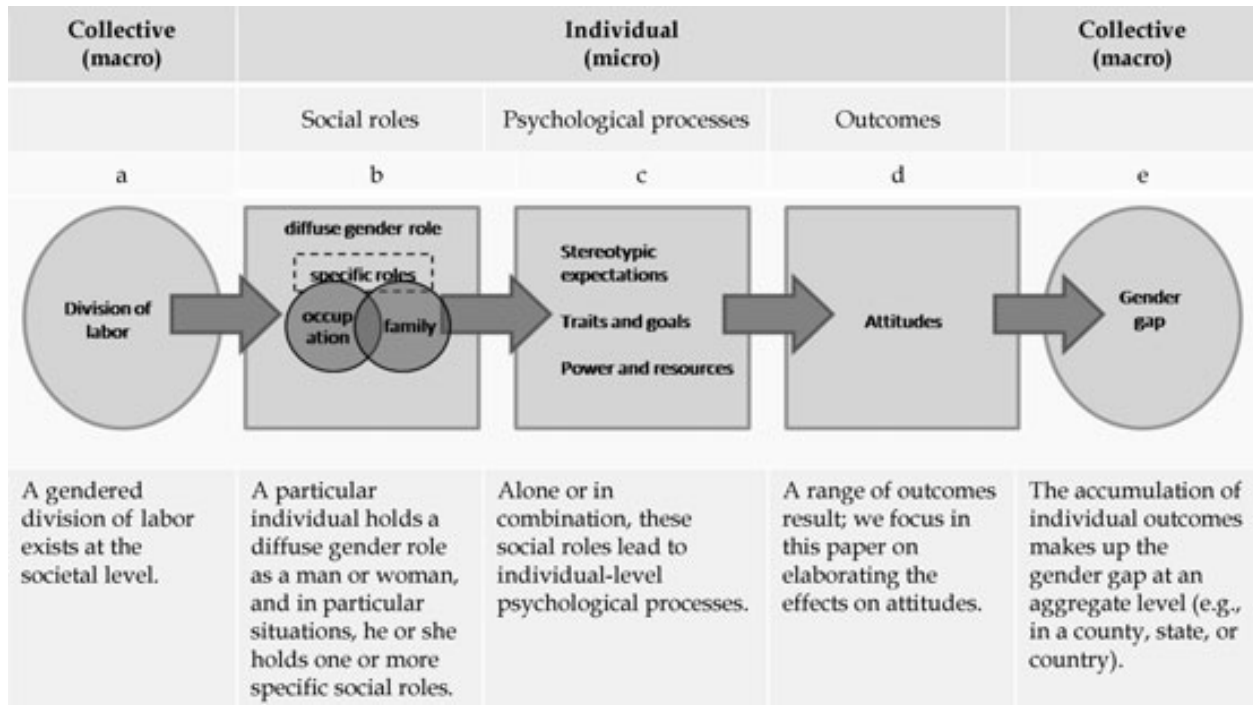 Collective
(macro)
Individual
(micro)
Collective
(macro)
Social roles
Psychological processes
Outcomes
a
b
c
d
e
Division of
labor
diffuse gender role
specific roles
occup
ation
family
Stereotypic
expectations
Traits and goals
Power and resources
Attitudes
Gender
gap
A gendered
division of labor
exists at the
societal level.
A particular
individual holds a
diffuse gender role
as a man or woman,
and in particular
situations, he or she
holds one or more
specific social roles.
Alone or in
combination, these
social roles lead to
individual-level
psychological processes.
A range of outcomes
result; we focus in
this paper on
elaborating the
effects on attitudes.
The accumulation of
individual outcomes
makes up the
gender gap at an
aggregate level (e.g.,
in a county, state, or
country).